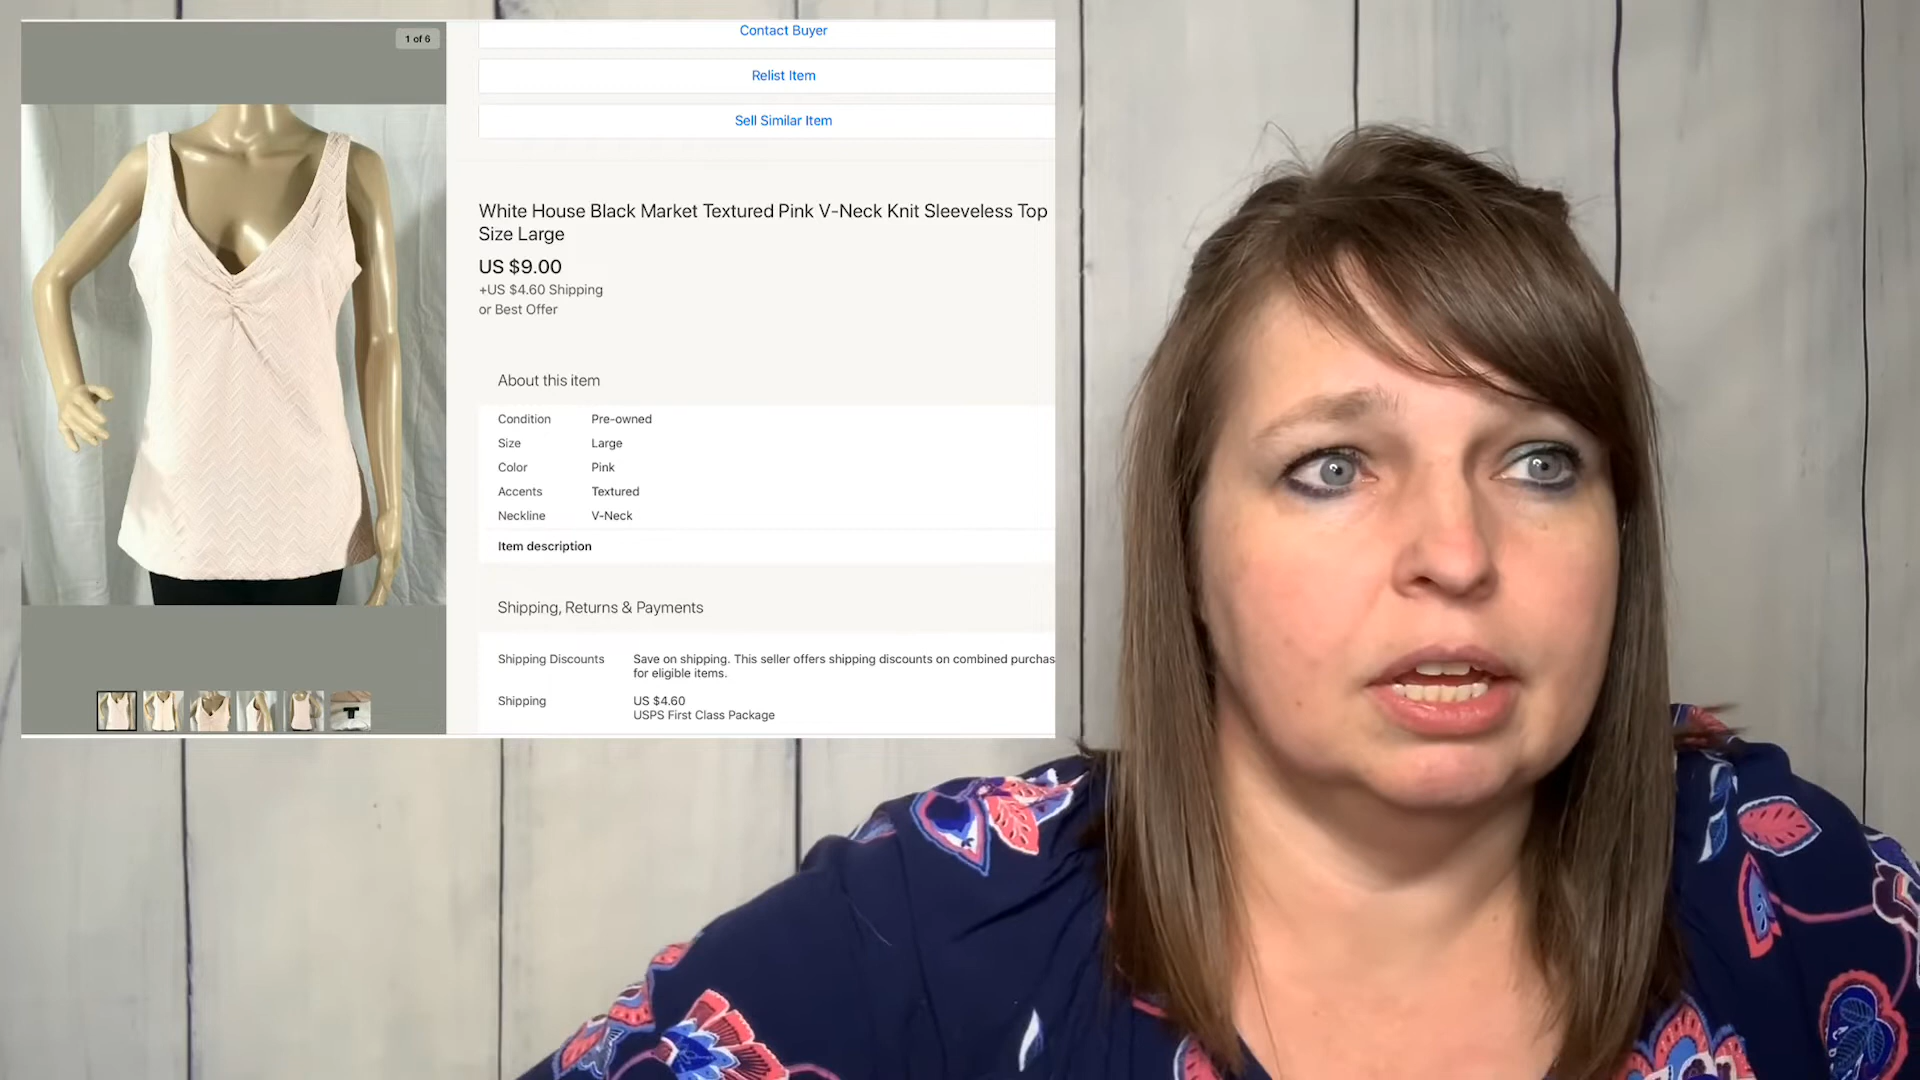 1 of 6
Contact Buyer
Relist Item
Sell Similar Item
White House Black Market Textured Pink V-Neck Knit Sleeveless Top
Size Large
US $9.00
+US $4.60 Shipping
or Best Offer
About this item
Condition Pre-owned
Size Large
Color Pink
Accents Textured
Neckline V-Neck
Item description
Shipping, Returns & Payments
Shipping Discounts Save on shipping. This seller offers shipping discounts on combined purchas
for eligible items.
Shipping US $4.60
USPS First Class Package